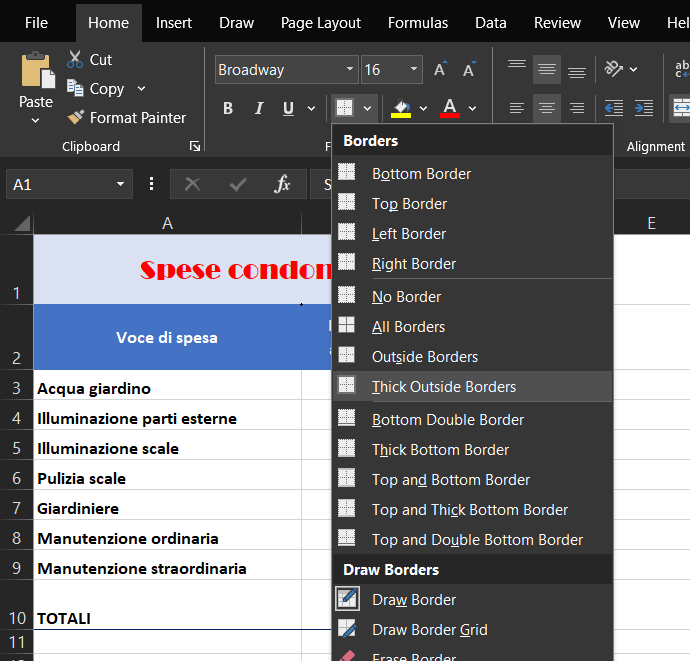 File Home Insert Draw Page Layout Formulas Data Review View Hel
Paste
Cut
Copy
Format Painter
Clipboard
Broadway 16 A A
B I U A
ab
F
Alignment
A1 fx S
A E
Borders
Bottom Border
Top Border
Left Border
Right Border
No Border
All Borders
Outside Borders
Thick Outside Borders
Bottom Double Border
Thick Bottom Border
Top and Bottom Border
Top and Thick Bottom Border
Top and Double Bottom Border
Draw Borders
Draw Border
Draw Border Grid
Erase Border
1 Spese condon
2 Voce di spesa
3 Acqua giardino
4 Illuminazione parti esterne
5 Illuminazione scale
6 Pulizia scale
7 Giardiniere
8 Manutenzione ordinaria
9 Manutenzione straordinaria
10 TOTALI
11